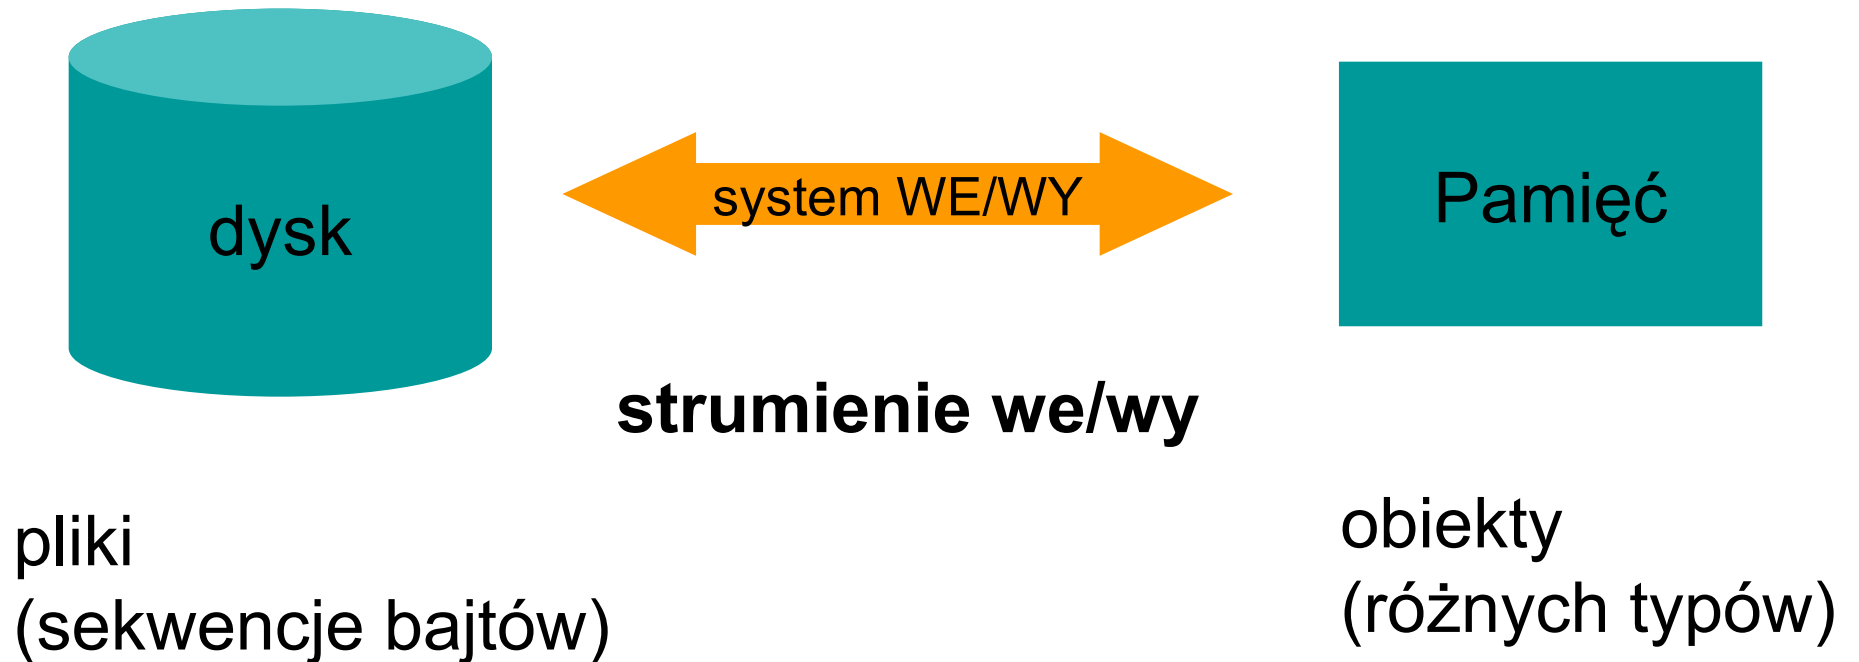 dysk
system WE/WY
Pamięć
strumienie we/wy
pliki
(sekwencje bajtów)
obiekty
(różnych typów)